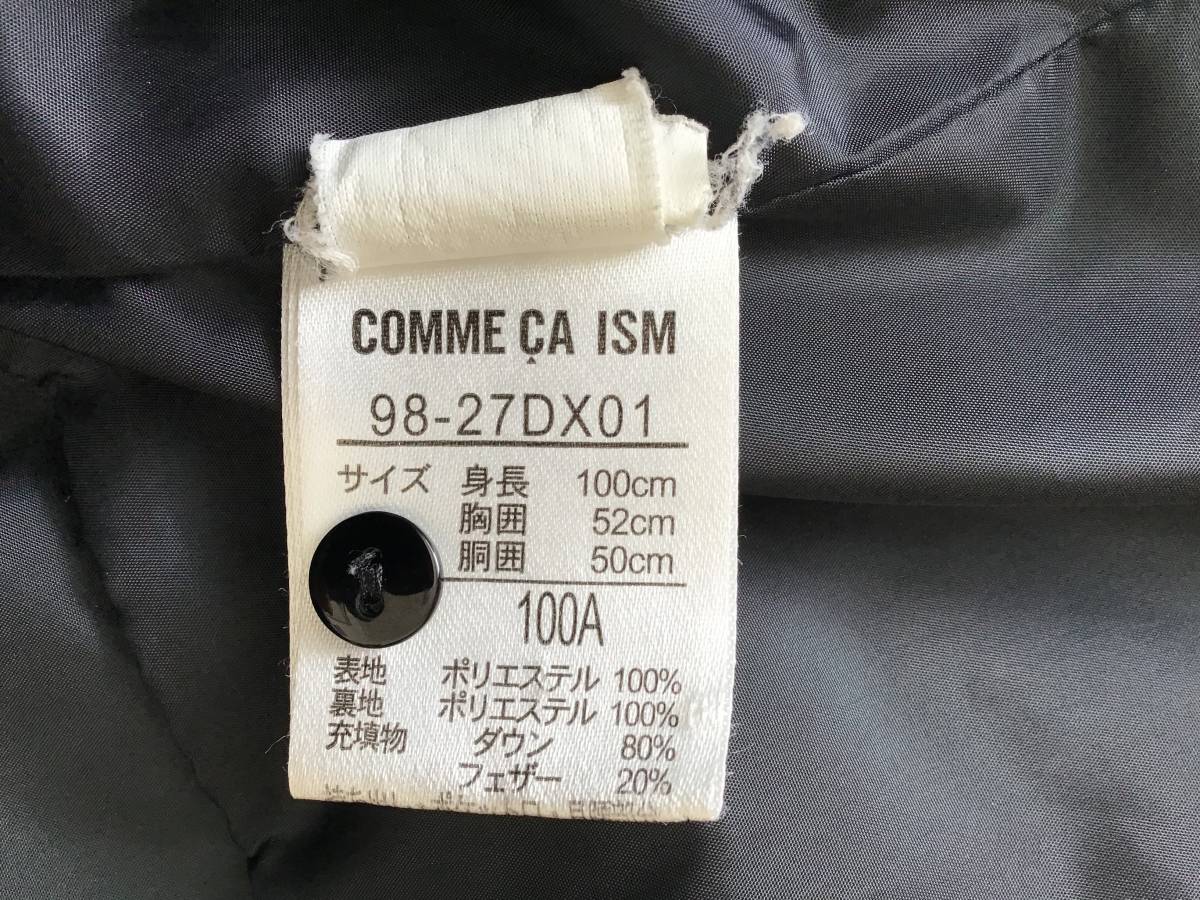 COMME ÇA ISM
98-27DX01
サイズ 身長 100cm
胸囲 52cm
胴囲 50cm
100A
表地 ポリエステル 100%
裏地 ポリエステル 100%
充填物 ダウン 80%
フェザー 20%